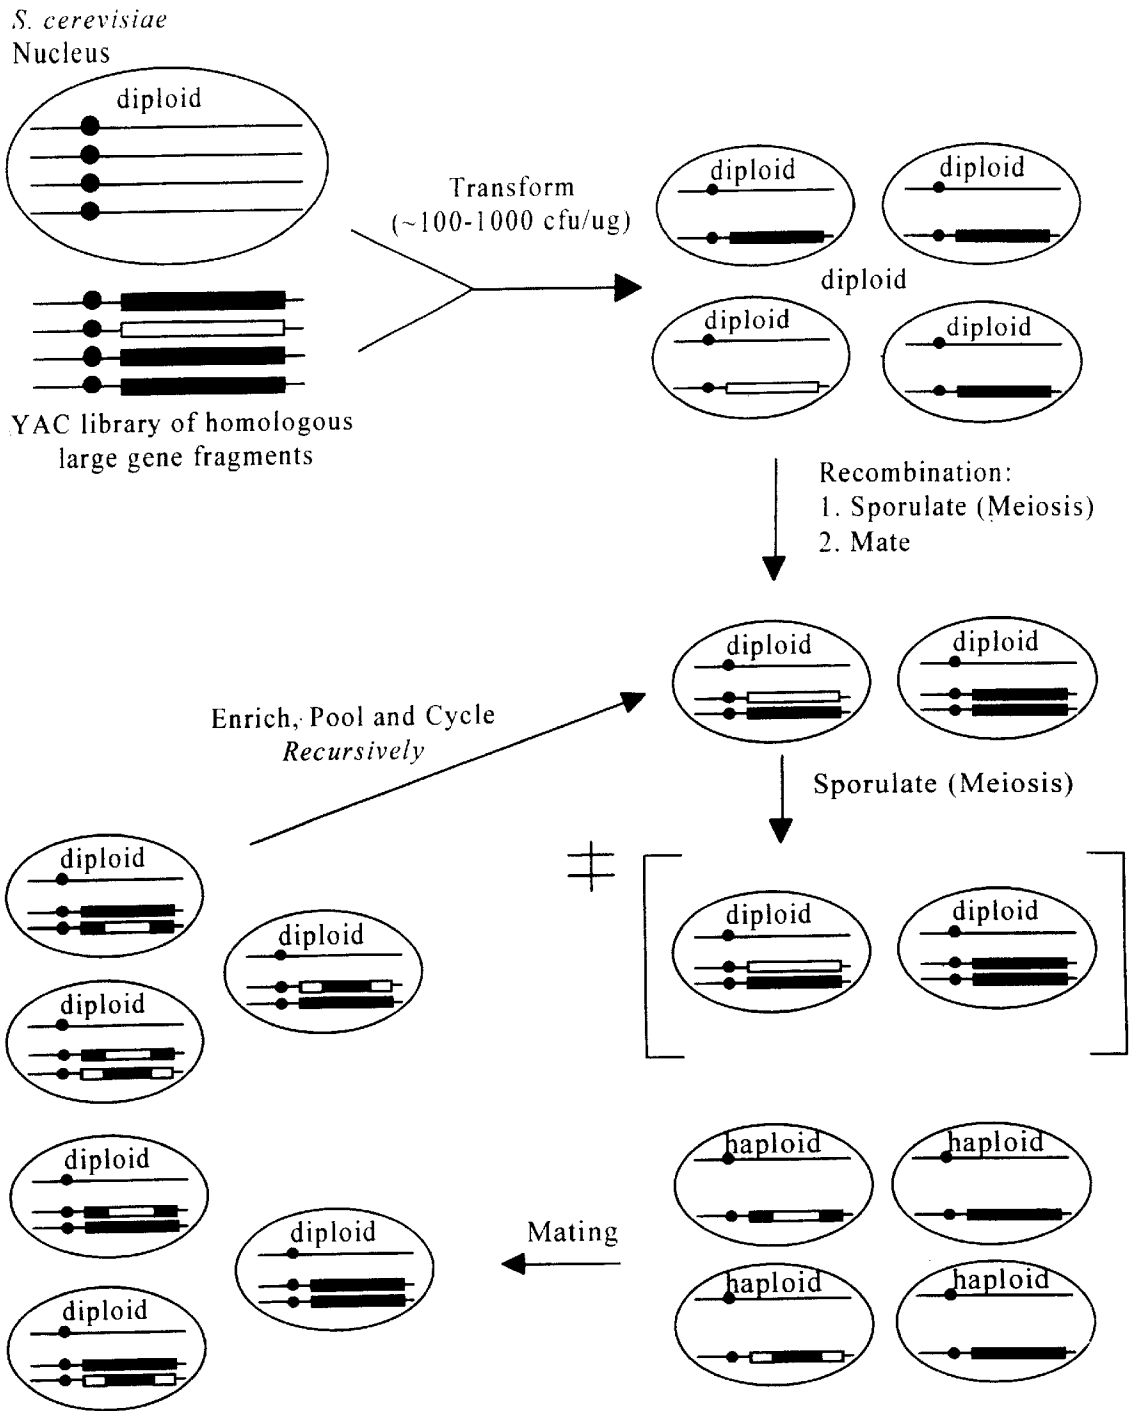 S. cerevisiae
Nucleus
diploid
YAC library of homologous
large gene fragments
Transform
(~100-1000 cfu/ug)
diploid
diploid
diploid
diploid
diploid
Recombination:
1. Sporulate (Meiosis)
2. Mate
diploid
diploid
Enrich, Pool and Cycle
Recursively
Sporulate (Meiosis)
‡
diploid
diploid
diploid
diploid
diploid
haploid
haploid
haploid
haploid
Mating
diploid
diploid
diploid